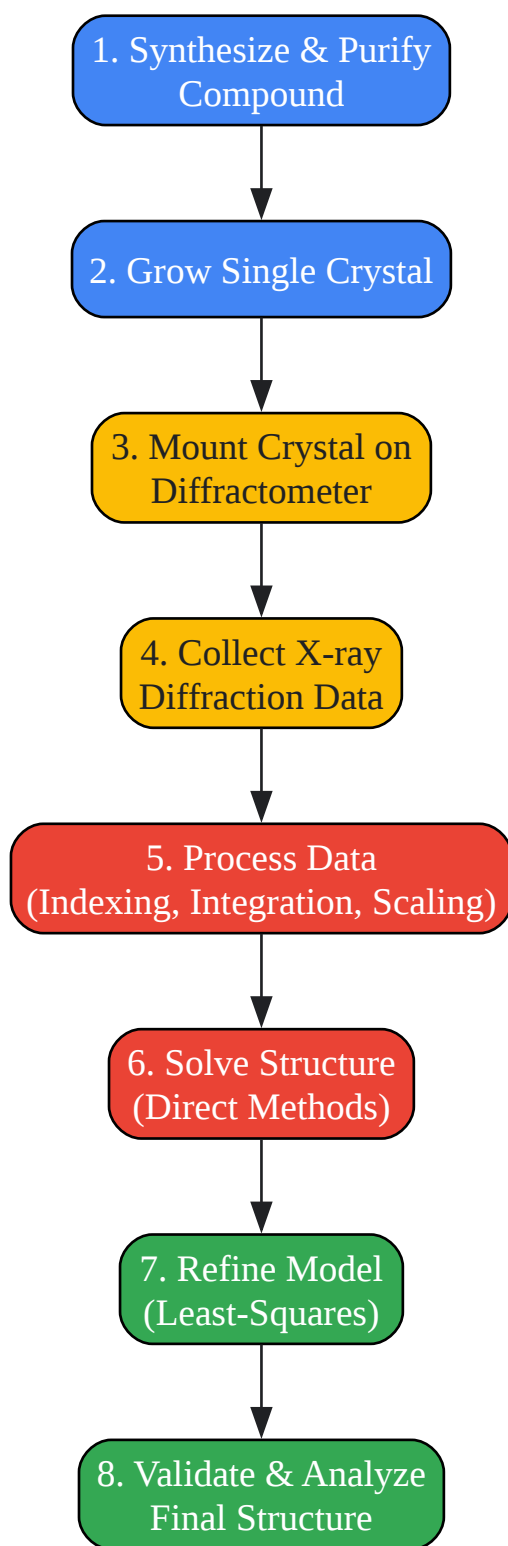 1. Synthesize & Purify
Compound
2. Grow Single Crystal
3. Mount Crystal on
Diffractometer
4. Collect X-ray
Diffraction Data
5. Process Data
(Indexing, Integration, Scaling)
6. Solve Structure
(Direct Methods)
7. Refine Model
(Least-Squares)
8. Validate & Analyze
Final Structure